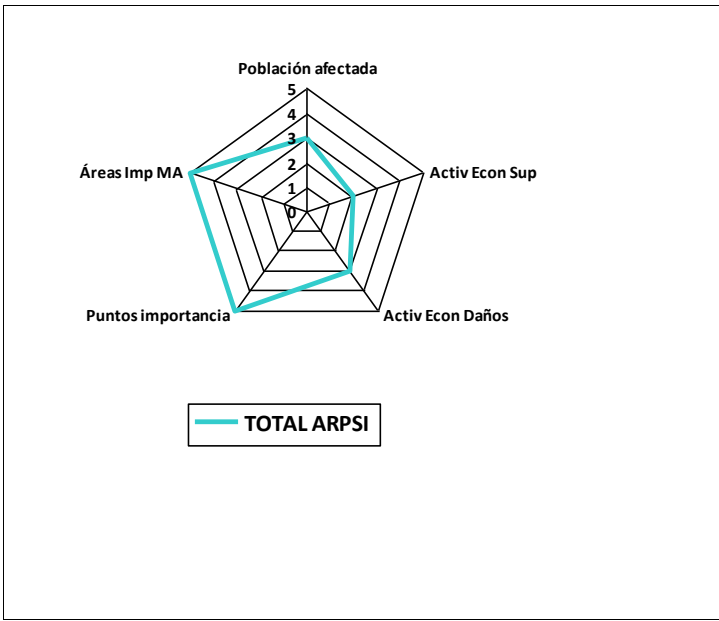 Población afectada
5
4
3
2
1
0
Áreas Imp MA
Activ Econ Sup
Puntos importancia
Activ Econ Daños
TOTAL ARPSI